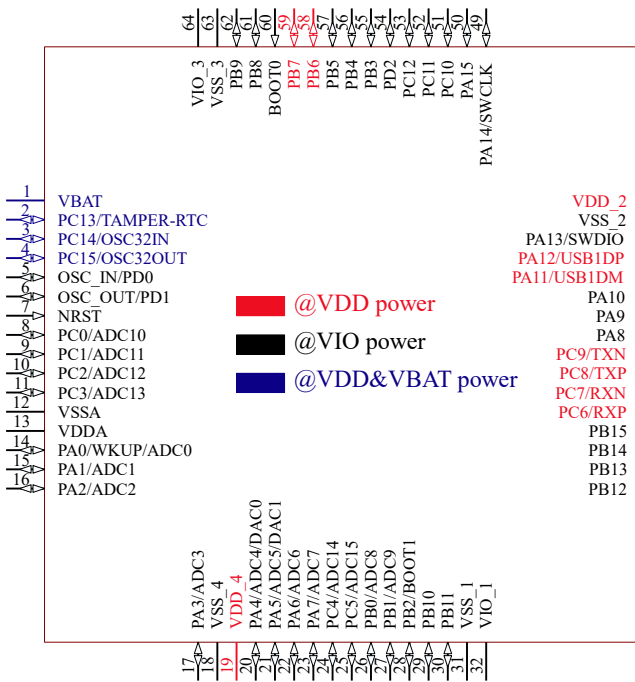 64 63 62 61 60 59 58 57 56 55 54 53 52 51 50 49
VIO_3
VSS_3
PB9
PB8
BOOT0
PB7
PB6
PB5
PB4
PB3
PD2
PC12
PC11
PC10
PA15
PA14/SWCLK
1 VBAT
2 PC13/TAMPER-RTC
3 PC14/OSC32IN
4 PC15/OSC32OUT
5 OSC_IN/PD0
6 OSC_OUT/PD1
7 NRST
8 PC0/ADC10
9 PC1/ADC11
10 PC2/ADC12
11 PC3/ADC13
12 VSSA
13 VDDA
14 PA0/WKUP/ADC0
15 PA1/ADC1
16 PA2/ADC2
@VDD power
@VIO power
@VDD&VBAT power
VDD_2
VSS_2
PA13/SWDIO
PA12/USB1DP
PA11/USB1DM
PA10
PA9
PA8
PC9/TXN
PC8/TXP
PC7/RXN
PC6/RXP
PB15
PB14
PB13
PB12
PA3/ADC3
VSS_4
VDD_4
PA4/ADC4/DAC0
PA5/ADC5/DAC1
PA6/ADC6
PA7/ADC7
PC4/ADC14
PC5/ADC15
PB0/ADC8
PB1/ADC9
PB2/BOOT1
PB10
PB11
VSS_1
VIO_1
17 18 19 20 21 22 23 24 25 26 27 28 29 30 31 32